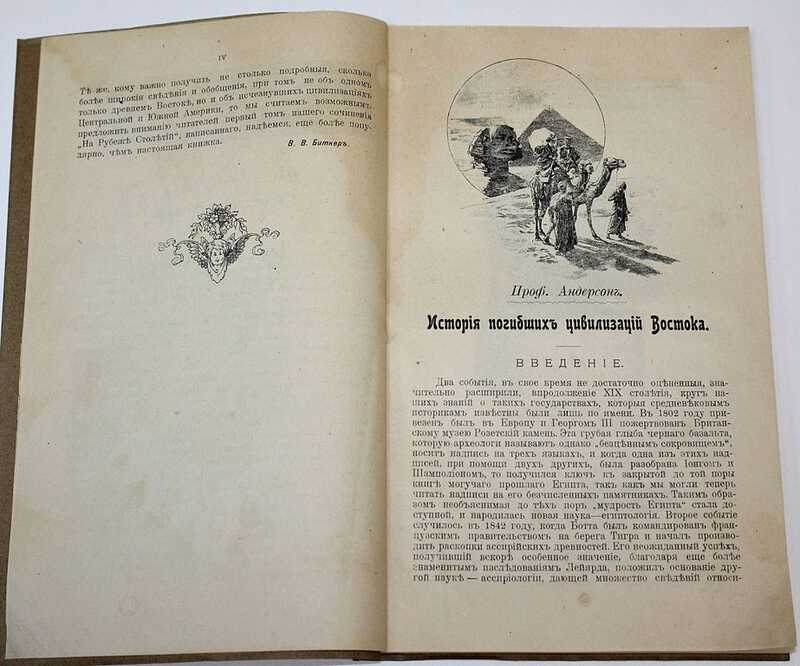 IV
Тѣ же, кому важно получить не столько подробныя, сколько
болѣе широкія свѣдѣнія и обобщенія, при томъ не объ одномъ
только древнемъ Востокѣ, но и объ исчезнувшихъ цивилизаціяхъ
Центральной и Южной Америки, то мы считаемъ возможнымъ
предложить вниманію читателей первый томъ нашего сочиненія
„На Рубежѣ Столѣтій“, написаннаго, надѣемся, еще болѣе попу-
лярно, чѣмъ настоящая книжка.
В. В. Битнеръ.
Проф. Андерсонъ.
Исторія погибшихъ цивилизацій Востока.
ВВЕДЕНІЕ.
Два событія, въ свое время не достаточно оцѣненныя, зна-
чительно расширили, впродолженіе XIX столѣтія, кругъ на-
шихъ знаній о такихъ государствахъ, которыя средневѣковымъ
историкамъ извѣстны были лишь по имени. Въ 1802 году при-
везенъ былъ въ Европу и Георгомъ III пожертвованъ Британ-
скому музею Розетскій камень. Эта грубая глыба чернаго базальта,
которую археологи называютъ однако „безцѣннымъ сокровищемъ“,
носитъ надпись на трехъ языкахъ, и когда одна изъ этихъ над-
писей, при помощи двухъ другихъ, была разобрана Іонгомъ и
Шамполіономъ, то получился ключъ къ закрытой до той поры
книгѣ могучаго прошлаго Египта, такъ какъ мы могли теперь
читать надписи на его безчисленныхъ памятникахъ. Такимъ обра-
зомъ необъяснимая до тѣхъ поръ „мудрость Египта“ стала до-
ступной, и народилась новая наука—египтологія. Второе событіе
случилось въ 1842 году, когда Ботта былъ командированъ фран-
цузскимъ правительствомъ на берега Тигра и началъ произво-
дить раскопки ассирійскихъ древностей. Его неожиданный успѣхъ,
получившій вскорѣ особенное значеніе, благодаря еще болѣе
знаменитымъ изслѣдованіямъ Лейярда, положилъ основаніе дру-
гой наукѣ — ассиріологіи, дающей множество свѣдѣній относи-